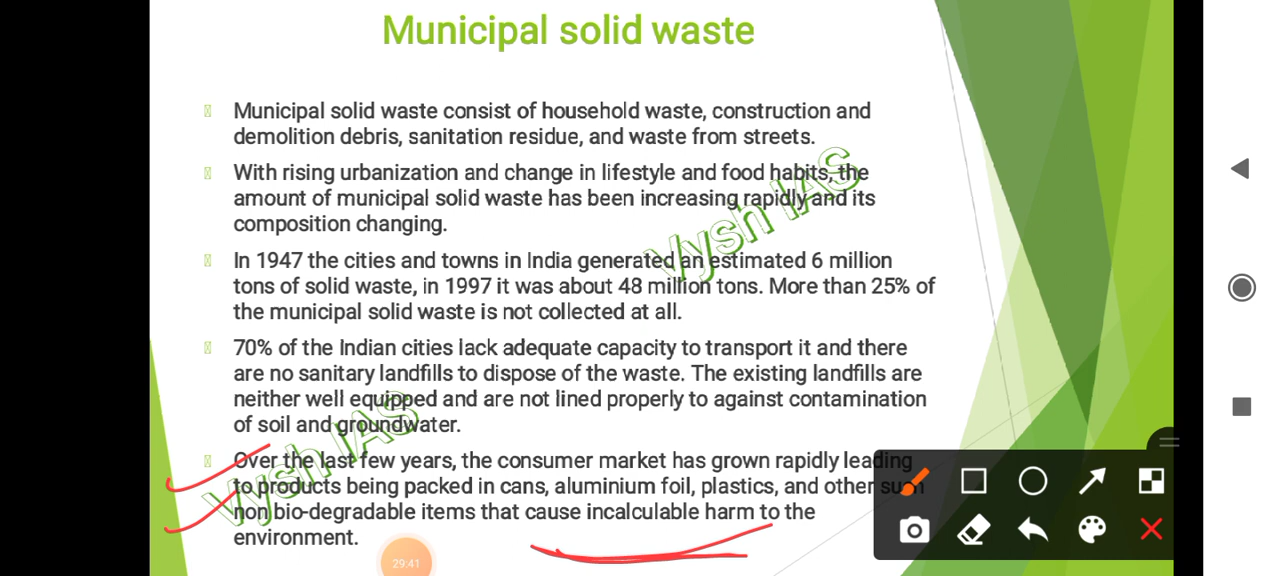 Municipal solid waste
Municipal solid waste consist of household waste, construction and
demolition debris, sanitation residue, and waste from streets.
With rising urbanization and change in lifestyle and food habits, the
amount of municipal solid waste has been increasing rapidly and its
composition changing.
Vysh IAS
In 1947 the cities and towns in India generated an estimated 6 million
tons of solid waste, in 1997 it was about 48 million tons. More than 25% of
the municipal solid waste is not collected at all.
70% of the Indian cities lack adequate capacity to transport it and there
are no sanitary landfills to dispose of the waste. The existing landfills are
neither well equipped and are not lined properly to against contamination
of soil and groundwater.
Vysh IAS
Over the last few years, the consumer market has grown rapidly leading
to products being packed in cans, aluminium foil, plastics, and other such
non bio-degradable items that cause incalculable harm to the
environment.
29:41